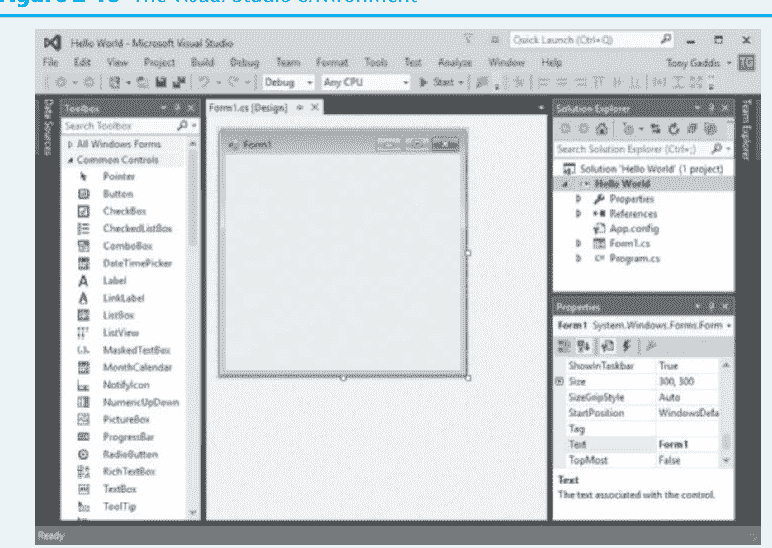 The Visual Studio environment
Hello World - Microsoft Visual Studio
Quick Launch (Ctrl+Q)
File Edit View Project Build Debug Team Format Tools Test Analyze Window Help
Tony Gaddis TG
Debug Any CPU Start
Data Sources
Toolbox
Search Toolbox
All Windows Forms
Common Controls
Pointer
Button
CheckBox
CheckedListBox
ComboBox
DateTimePicker
A Label
A LinkLabel
ListBox
ListView
MaskedTextBox
MonthCalendar
NotifyIcon
NumericUpDown
PictureBox
ProgressBar
RadioButton
RichTextBox
TextBox
ToolTip
Form1.cs [Design]
Form1
Solution Explorer
Search Solution Explorer (Ctrl+;)
Solution 'Hello World' (1 project)
Hello World
Properties
References
App.config
Form1.cs
C# Program.cs
Team Explorer
Properties
Form1 System.Windows.Forms.Form
ShowInTaskbar True
Size 300, 300
SizeGripStyle Auto
StartPosition WindowsDefa
Tag
Text Form1
TopMost False
Text
The text associated with the control.
Ready